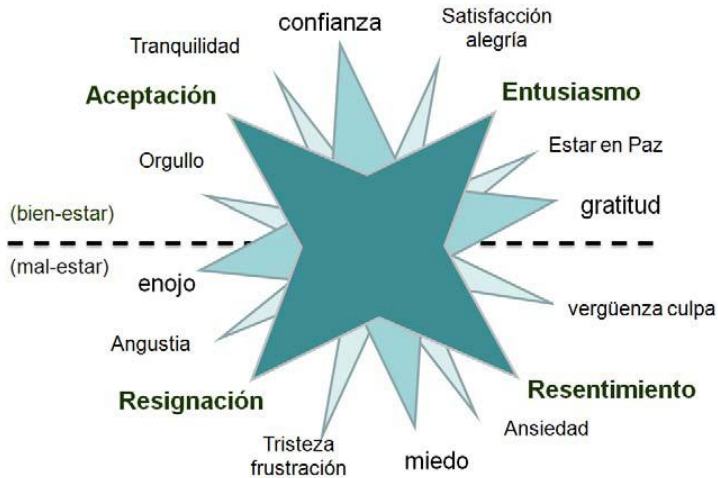 Satisfacción
alegría
confianza
Tranquilidad
Aceptación
Entusiasmo
Estar en Paz
Orgullo
gratitud
(bien-estar)
(mal-estar)
enojo
vergüenza culpa
Angustia
Resignación
Resentimiento
Ansiedad
Tristeza
frustración
miedo